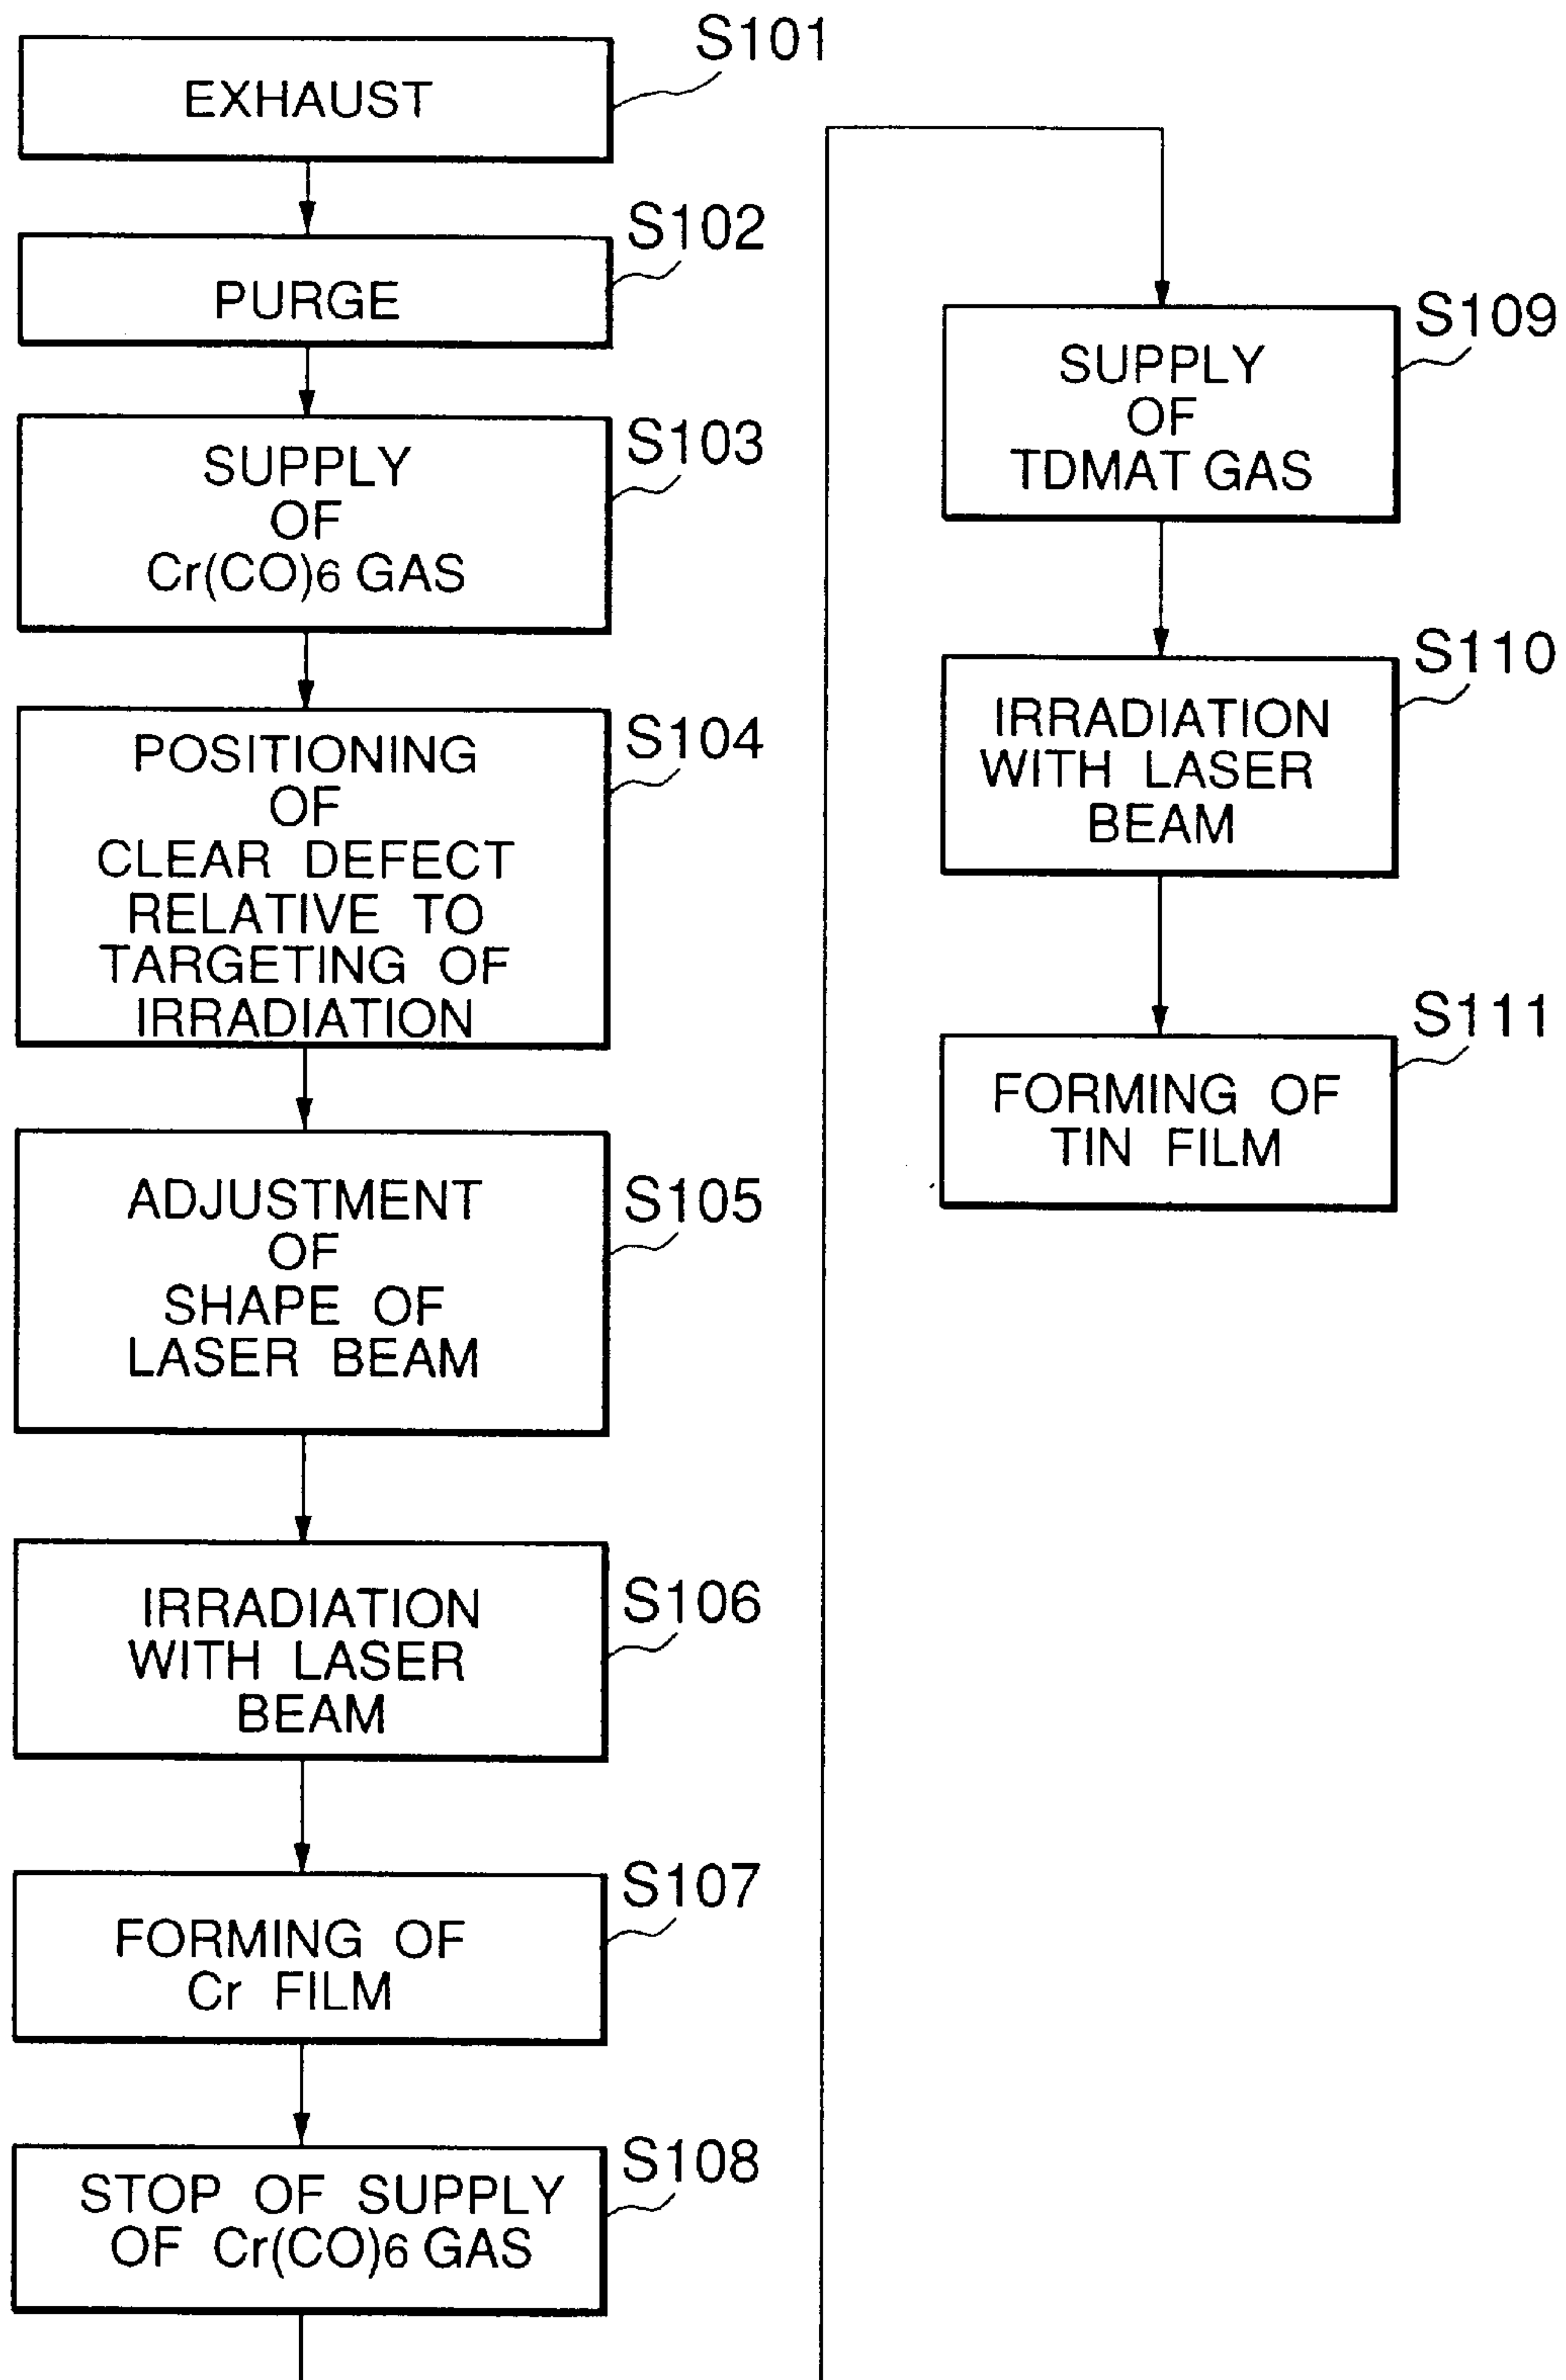 S101
EXHAUST
S102
PURGE
S103
SUPPLY
OF
Cr(CO)6 GAS
S104
POSITIONING
OF
CLEAR DEFECT
RELATIVE TO
TARGETING OF
IRRADIATION
S105
ADJUSTMENT
OF
SHAPE OF
LASER BEAM
S106
IRRADIATION
WITH LASER
BEAM
S107
FORMING OF
Cr FILM
S108
STOP OF SUPPLY
OF Cr(CO)6 GAS
S109
SUPPLY
OF
TDMAT GAS
S110
IRRADIATION
WITH LASER
BEAM
S111
FORMING OF
TIN FILM